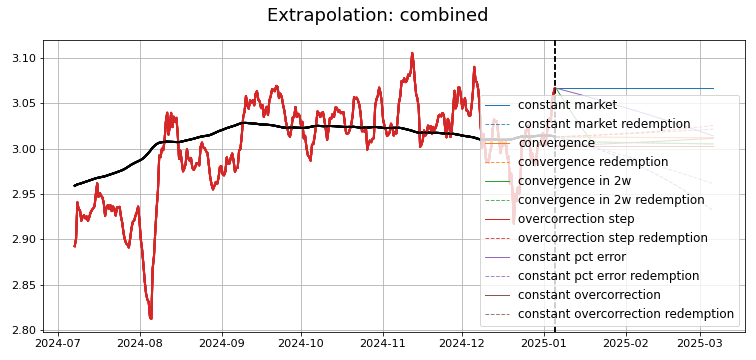 Extrapolation: combined
3.10
3.05
3.00
2.95
2.90
2.85
2.80
constant market
constant market redemption
convergence
convergence redemption
convergence in 2w
convergence in 2w redemption
overcorrection step
overcorrection step redemption
constant pct error
constant pct error redemption
constant overcorrection
constant overcorrection redemption
2024-07 2024-08 2024-09 2024-10 2024-11 2024-12 2025-01 2025-02 2025-03